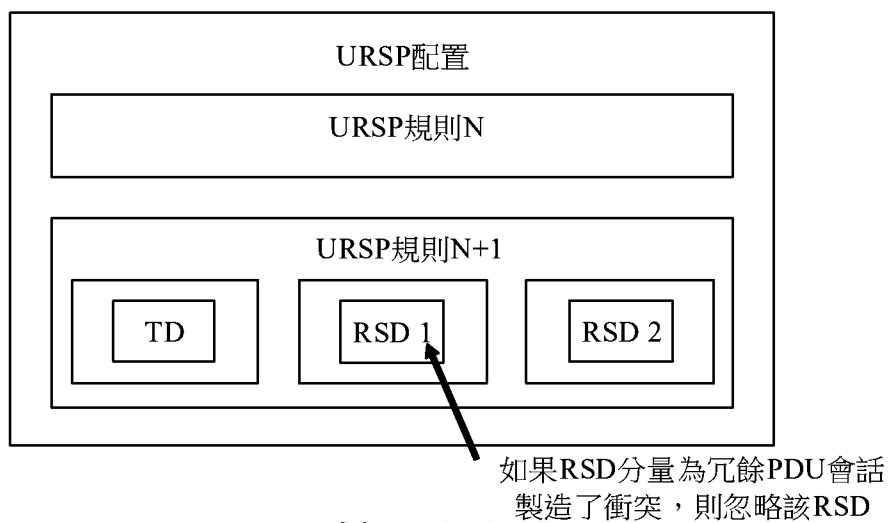 URSP配置
URSP規則N
URSP規則N+1
TD
RSD 1
RSD 2
如果RSD分量為冗餘PDU會話
製造了衝突，則忽略該RSD